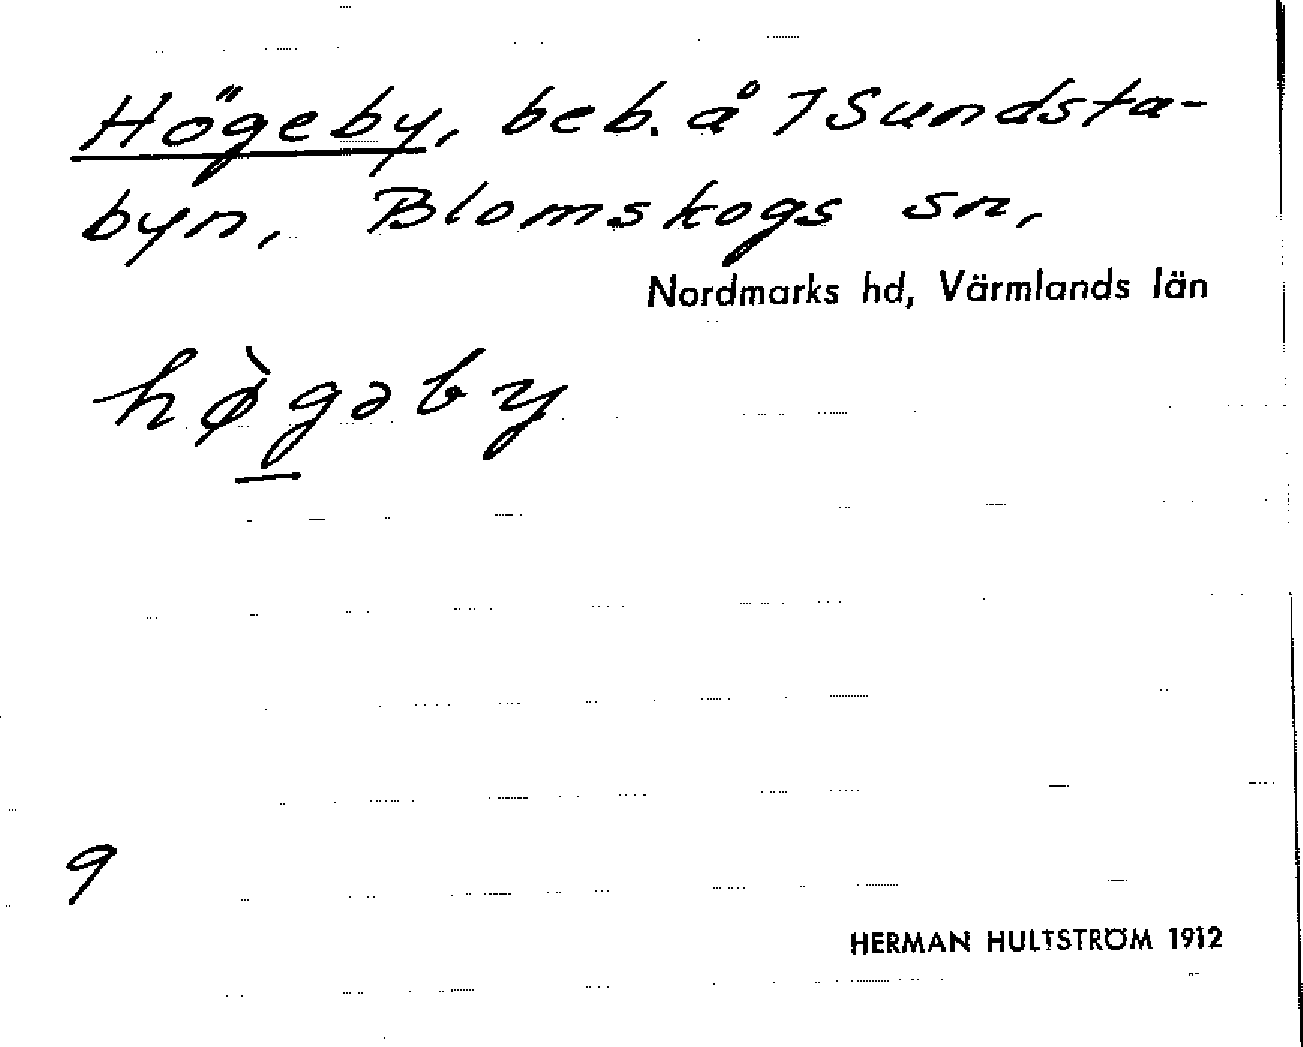 Högeby, beb. å 7 Sundsta-
byn, Blomskogs sn,
Nordmarks hd, Värmlands län
hø̀gəby
9
HERMAN HULTSTRÖM 1912